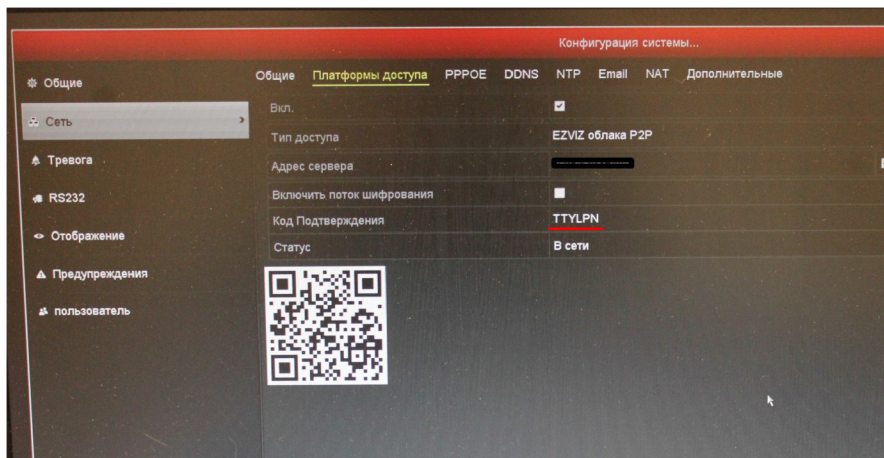 Конфигурация системы...
Общие
Сеть
Тревога
RS232
Отображение
Предупреждения
пользователь
Общие Платформы доступа PPPOE DDNS NTP Email NAT Дополнительные
Вкл.
Тип доступа EZVIZ облака P2P
Адрес сервера
Включить поток шифрования
Код Подтверждения TTYLPN
Статус В сети